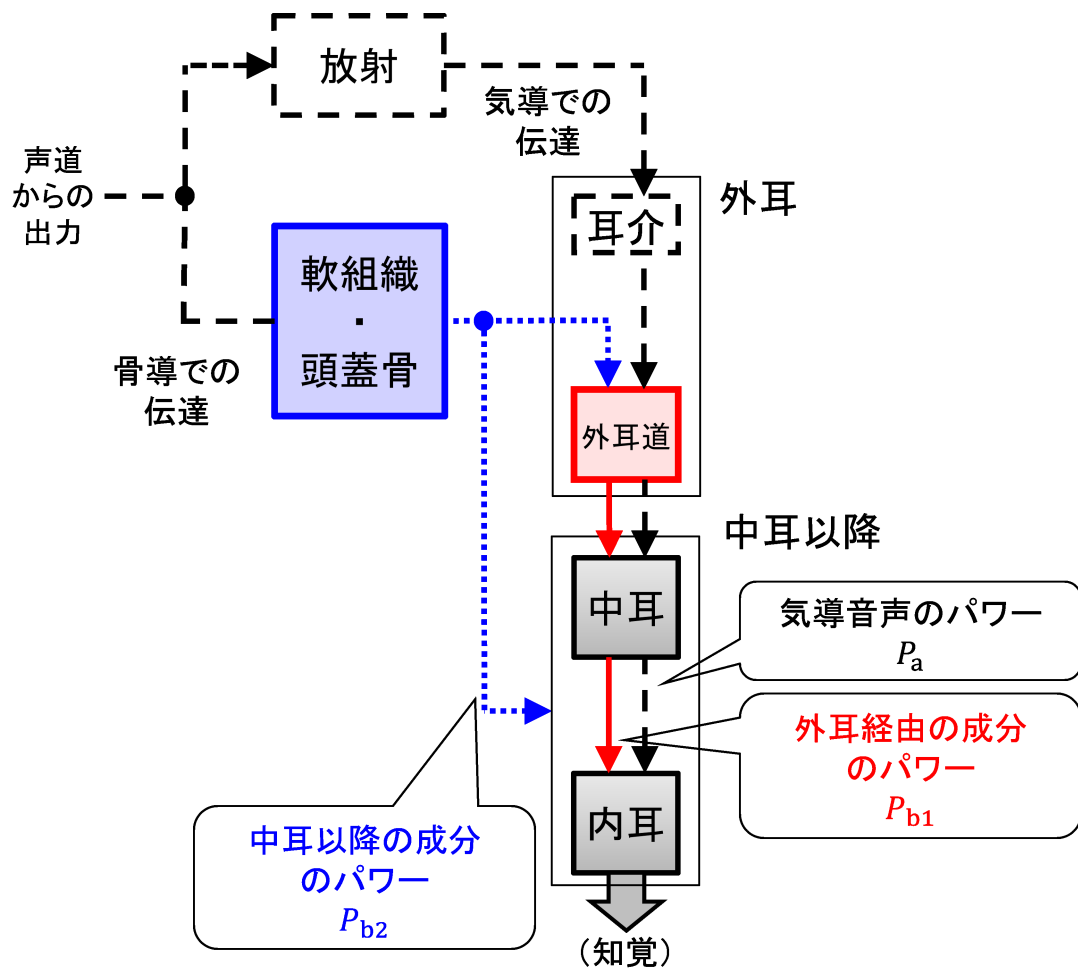 放射
気導での
伝達
声道
からの
出力
外耳
耳介
軟組織
・
頭蓋骨
骨導での
伝達
外耳道
中耳以降
中耳
気導音声のパワー
Pa
外耳経由の成分
のパワー
Pb1
内耳
中耳以降の成分
のパワー
Pb2
（知覚）